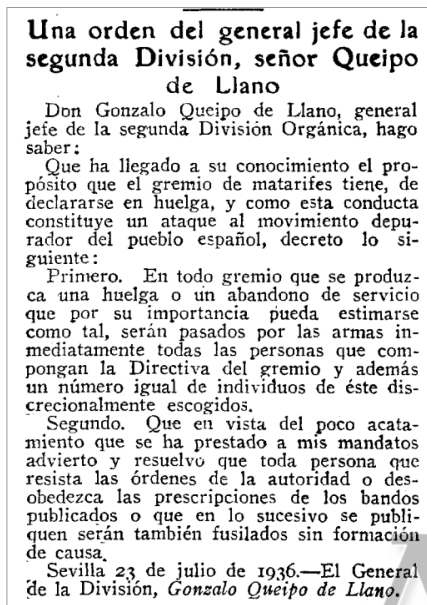 Una orden del general jefe de la
segunda División, señor Queipo
de Llano
Don Gonzalo Queipo de Llano, general
jefe de la segunda División Orgánica, hago
saber:
Que ha llegado a su conocimiento el pro-
pósito que el gremio de matarifes tiene, de
declararse en huelga, y como esta conducta
constituye un ataque al movimiento depu-
rador del pueblo español, decreto lo si-
guiente:
Primero. En todo gremio que se produz-
ca una huelga o un abandono de servicio
que por su importancia pueda estimarse
como tal, serán pasados por las armas in-
mediatamente todas las personas que com-
pongan la Directiva del gremio y además
un número igual de individuos de éste dis-
crecionalmente escogidos.
Segundo. Que en vista del poco acata-
miento que se ha prestado a mis mandatos
advierto y resuelvo que toda persona que
resista las órdenes de la autoridad o des-
obedezca las prescripciones de los bandos
publicados o que en lo sucesivo se publi-
quen serán también fusilados sin formación
de causa.
Sevilla 23 de julio de 1936.—El General
de la División, Gonzalo Queipo de Llano.